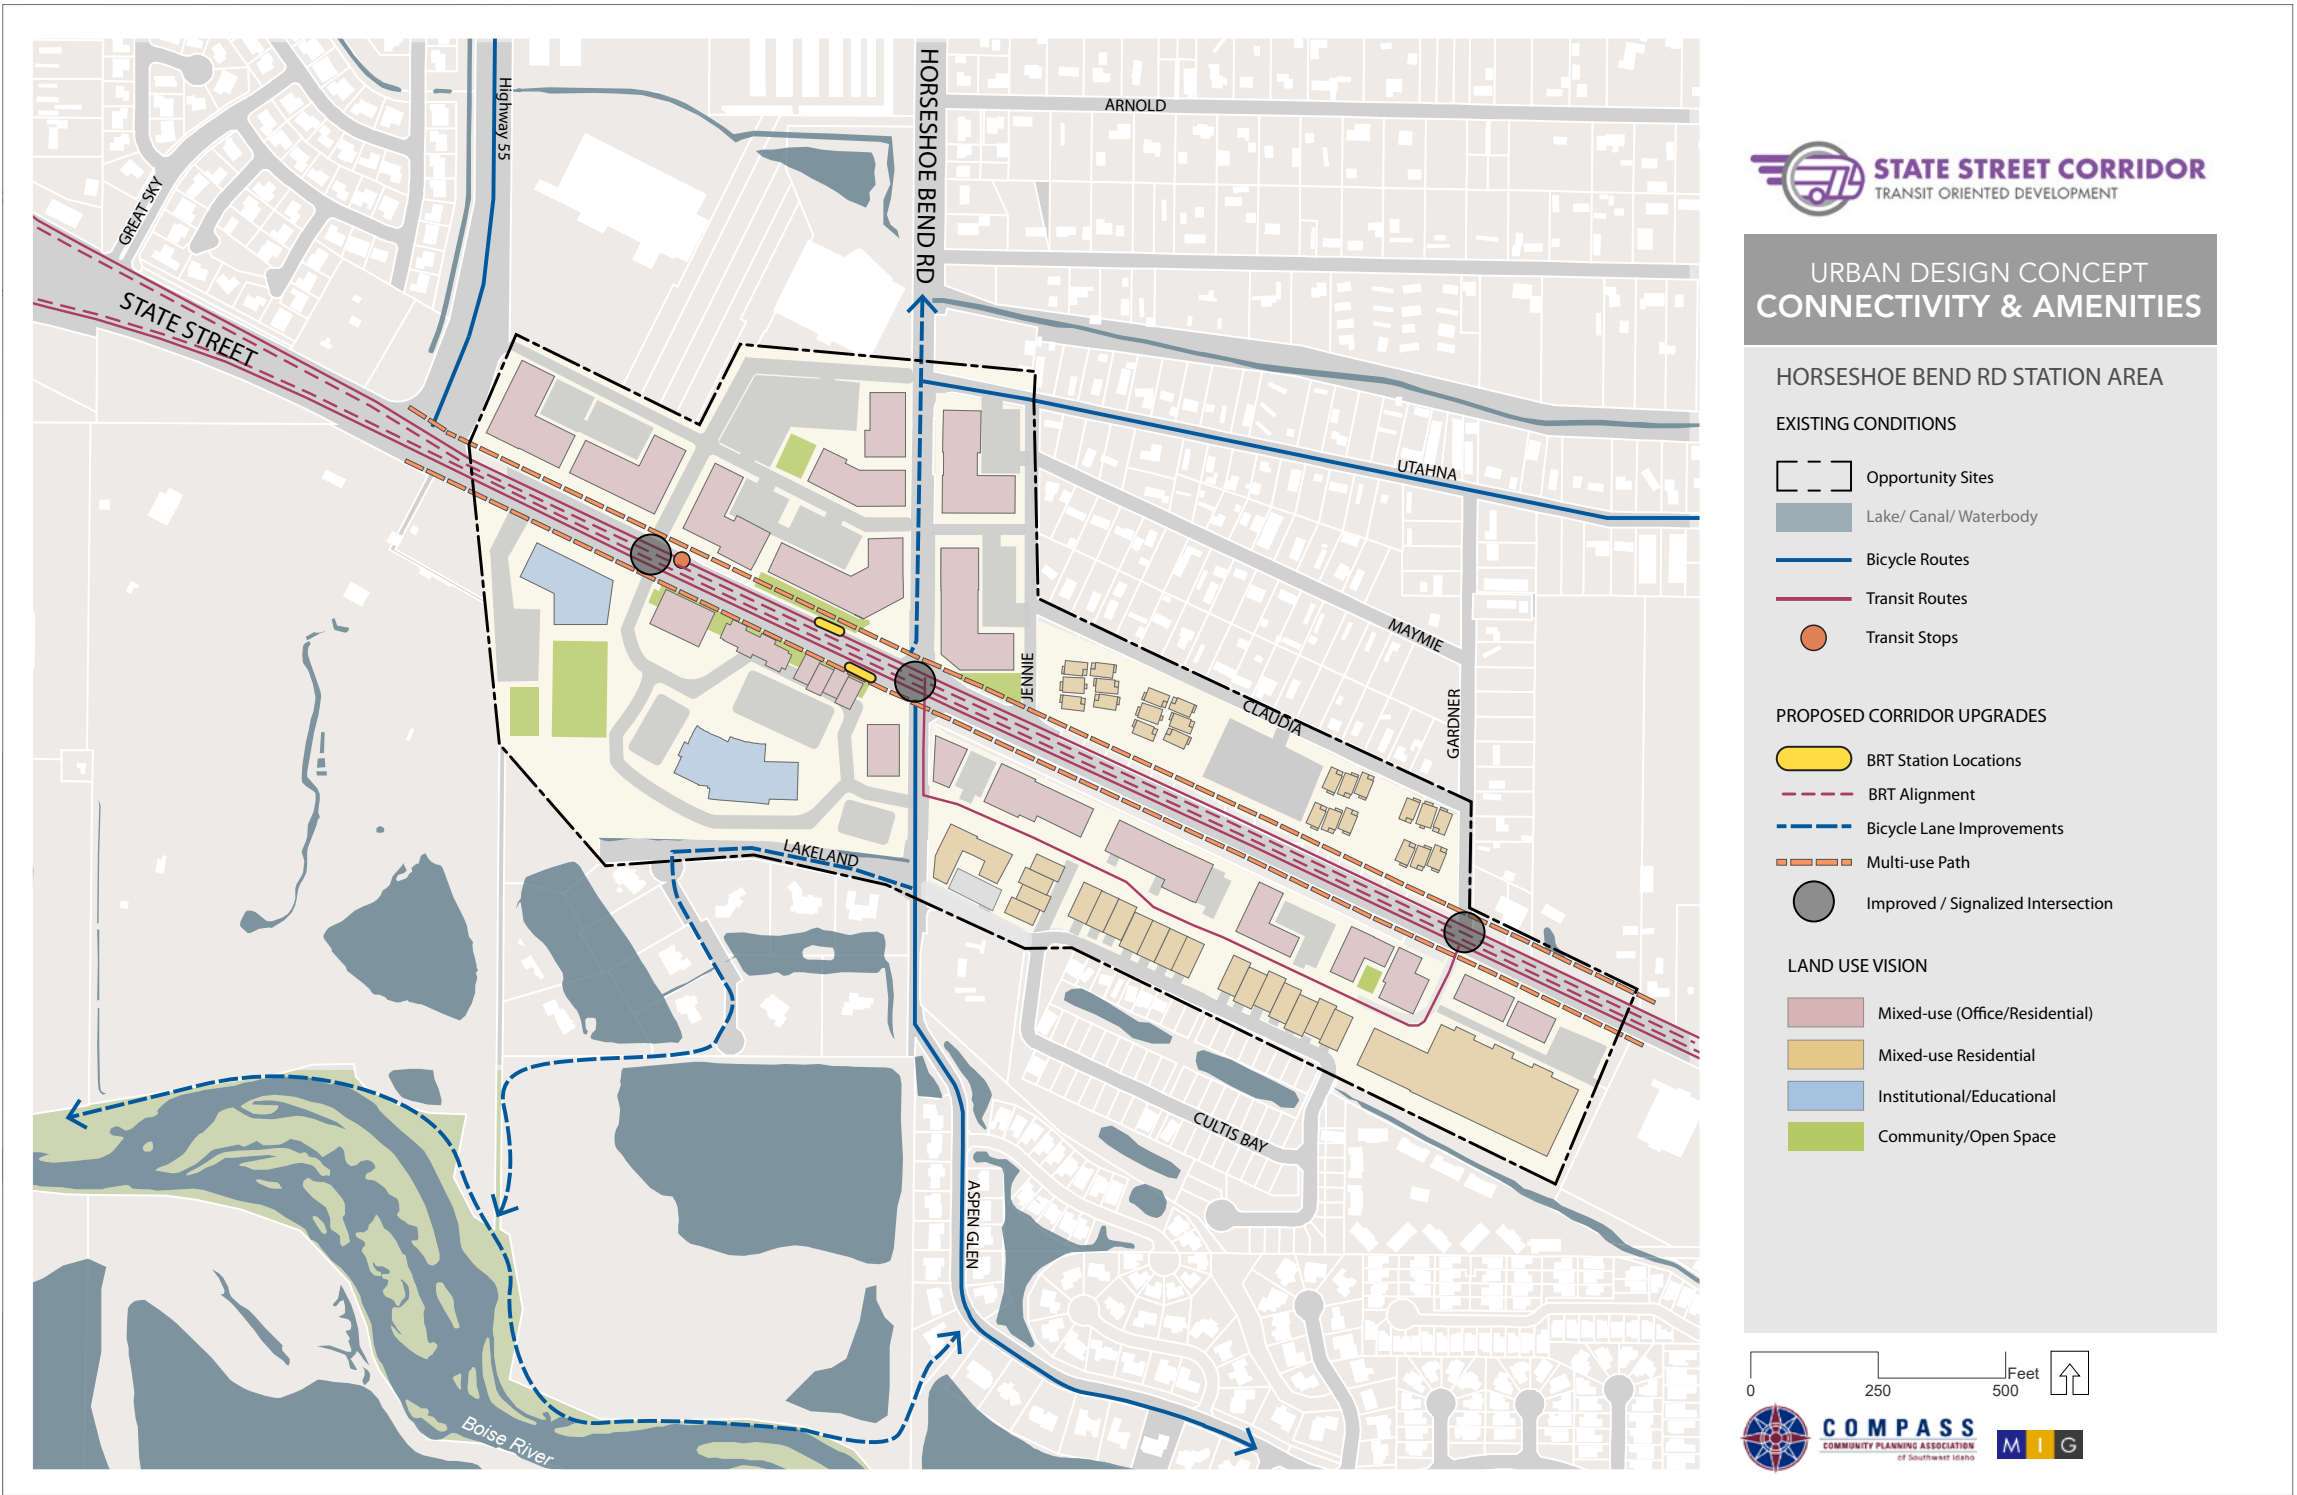 Highway 55
HORSESHOE BEND RD
ARNOLD
GREAT SKY
STATE STREET
UTAHNA
MAYMIE
JENNIE
CLAUDIA
GARDNER
LAKELAND
CULTIS BAY
ASPEN GLEN
Boise River
STATE STREET CORRIDOR
TRANSIT ORIENTED DEVELOPMENT
URBAN DESIGN CONCEPT
CONNECTIVITY & AMENITIES
HORSESHOE BEND RD STATION AREA
EXISTING CONDITIONS
Opportunity Sites
Lake/ Canal/ Waterbody
Bicycle Routes
Transit Routes
Transit Stops
PROPOSED CORRIDOR UPGRADES
BRT Station Locations
BRT Alignment
Bicycle Lane Improvements
Multi-use Path
Improved / Signalized Intersection
LAND USE VISION
Mixed-use (Office/Residential)
Mixed-use Residential
Institutional/Educational
Community/Open Space
Feet
0 250 500
COMPASS
COMMUNITY PLANNING ASSOCIATION
of Southwest Idaho
M I G